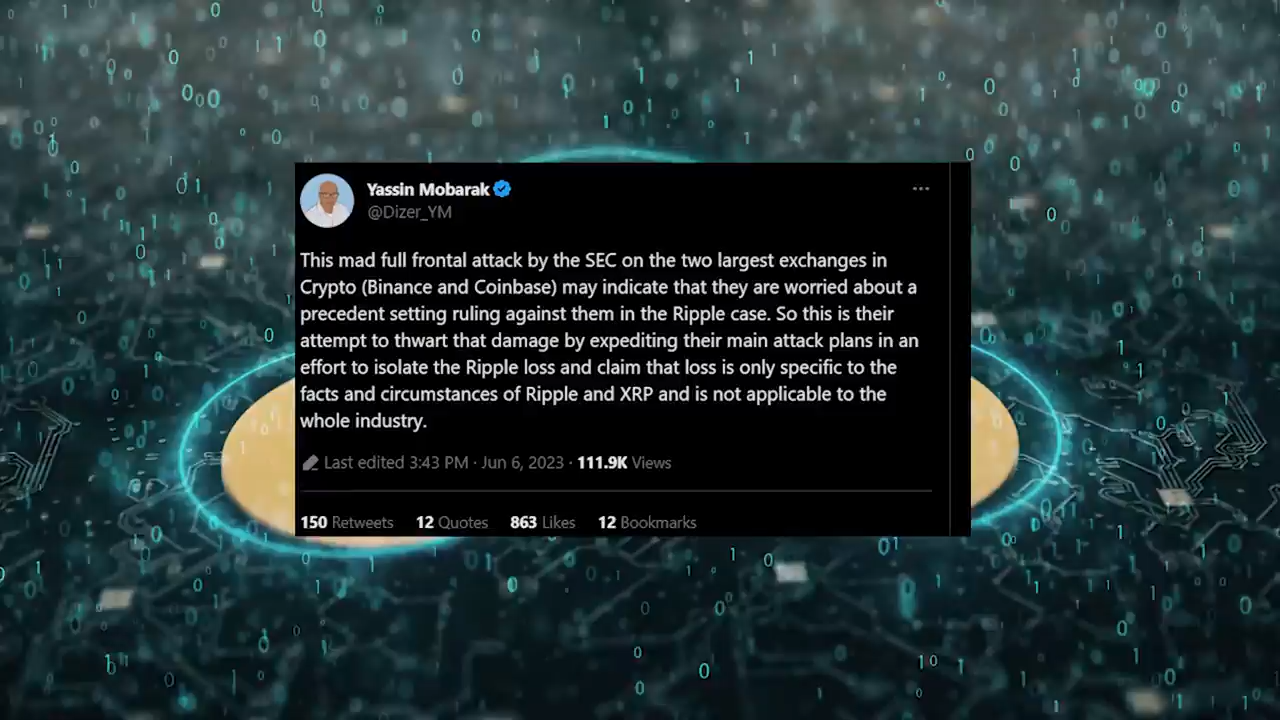 Yassin Mobarak
@Dizer_YM
This mad full frontal attack by the SEC on the two largest exchanges in
Crypto (Binance and Coinbase) may indicate that they are worried about a
precedent setting ruling against them in the Ripple case. So this is their
attempt to thwart that damage by expediting their main attack plans in an
effort to isolate the Ripple loss and claim that loss is only specific to the
facts and circumstances of Ripple and XRP and is not applicable to the
whole industry.
Last edited 3:43 PM · Jun 6, 2023 · 111.9K Views
150 Retweets 12 Quotes 863 Likes 12 Bookmarks